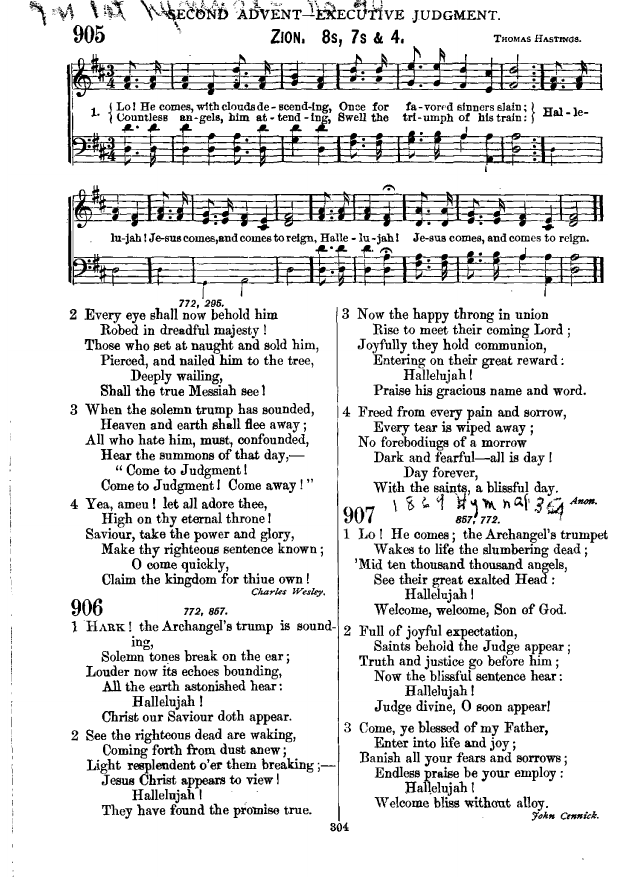 SECOND ADVENT—EXECUTIVE JUDGMENT.
905
ZION. 8s, 7s & 4.
THOMAS HASTINGS.
1. { Lo! He comes, with clouds de-scend-ing, Once for fa-vored sinners slain; }
{ Countless an-gels, him at-tend-ing, Swell the tri-umph of his train: } Hal-le-
lu-jah! Je-sus comes, and comes to reign, Halle-lu-jah! Je-sus comes, and comes to reign.
772, 295.
2 Every eye shall now behold him
Robed in dreadful majesty!
Those who set at naught and sold him,
Pierced, and nailed him to the tree,
Deeply wailing,
Shall the true Messiah see!
3 When the solemn trump has sounded,
Heaven and earth shall flee away;
All who hate him, must, confounded,
Hear the summons of that day,—
"Come to Judgment!
Come to Judgment! Come away!"
4 Yea, amen! let all adore thee,
High on thy eternal throne!
Saviour, take the power and glory,
Make thy righteous sentence known;
O come quickly,
Claim the kingdom for thine own!
Charles Wesley.
906
772, 857.
1 HARK! the Archangel's trump is sound-
ing,
Solemn tones break on the ear;
Louder now its echoes bounding,
All the earth astonished hear:
Hallelujah!
Christ our Saviour doth appear.
2 See the righteous dead are waking,
Coming forth from dust anew;
Light resplendent o'er them breaking;—
Jesus Christ appears to view!
Hallelujah!
They have found the promise true.
3 Now the happy throng in union
Rise to meet their coming Lord;
Joyfully they hold communion,
Entering on their great reward:
Hallelujah!
Praise his gracious name and word.
4 Freed from every pain and sorrow,
Every tear is wiped away;
No forebodings of a morrow
Dark and fearful—all is day!
Day forever,
With the saints, a blissful day.
Anon.
1869 Hymnal
907
857, 772.
1 Lo! He comes; the Archangel's trumpet
Wakes to life the slumbering dead;
'Mid ten thousand thousand angels,
See their great exalted Head:
Hallelujah!
Welcome, welcome, Son of God.
2 Full of joyful expectation,
Saints behold the Judge appear;
Truth and justice go before him;
Now the blissful sentence hear:
Hallelujah!
Judge divine, O soon appear!
3 Come, ye blessed of my Father,
Enter into life and joy;
Banish all your fears and sorrows;
Endless praise be your employ:
Hallelujah!
Welcome bliss without alloy.
John Cennick.
304